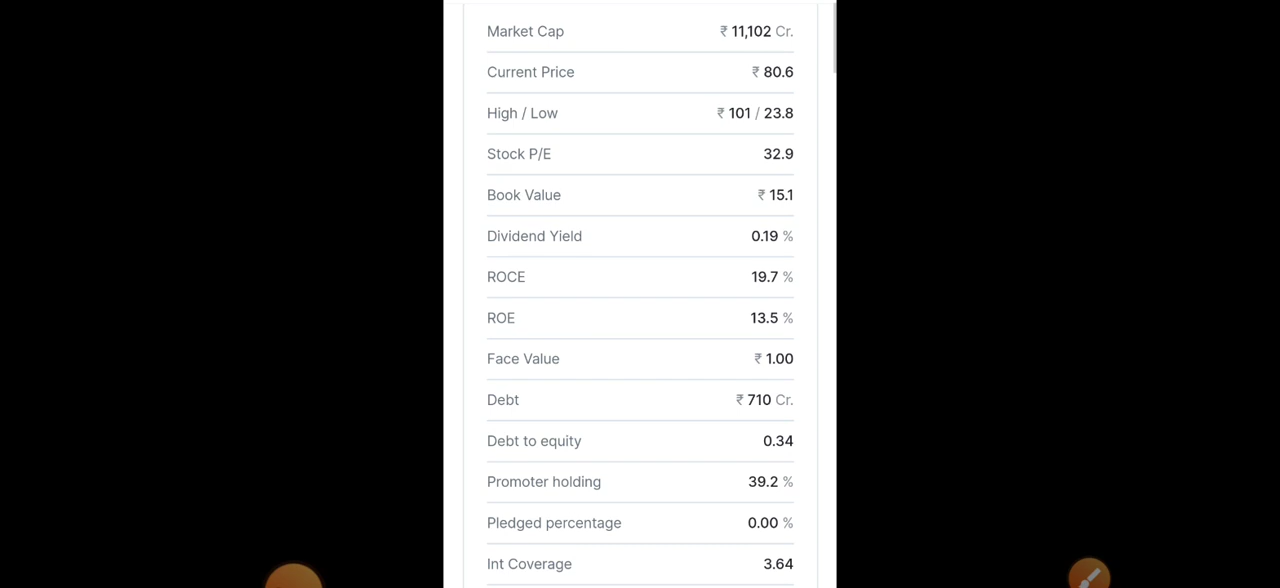 Market Cap ₹ 11,102 Cr.
Current Price ₹ 80.6
High / Low ₹ 101 / 23.8
Stock P/E 32.9
Book Value ₹ 15.1
Dividend Yield 0.19 %
ROCE 19.7 %
ROE 13.5 %
Face Value ₹ 1.00
Debt ₹ 710 Cr.
Debt to equity 0.34
Promoter holding 39.2 %
Pledged percentage 0.00 %
Int Coverage 3.64